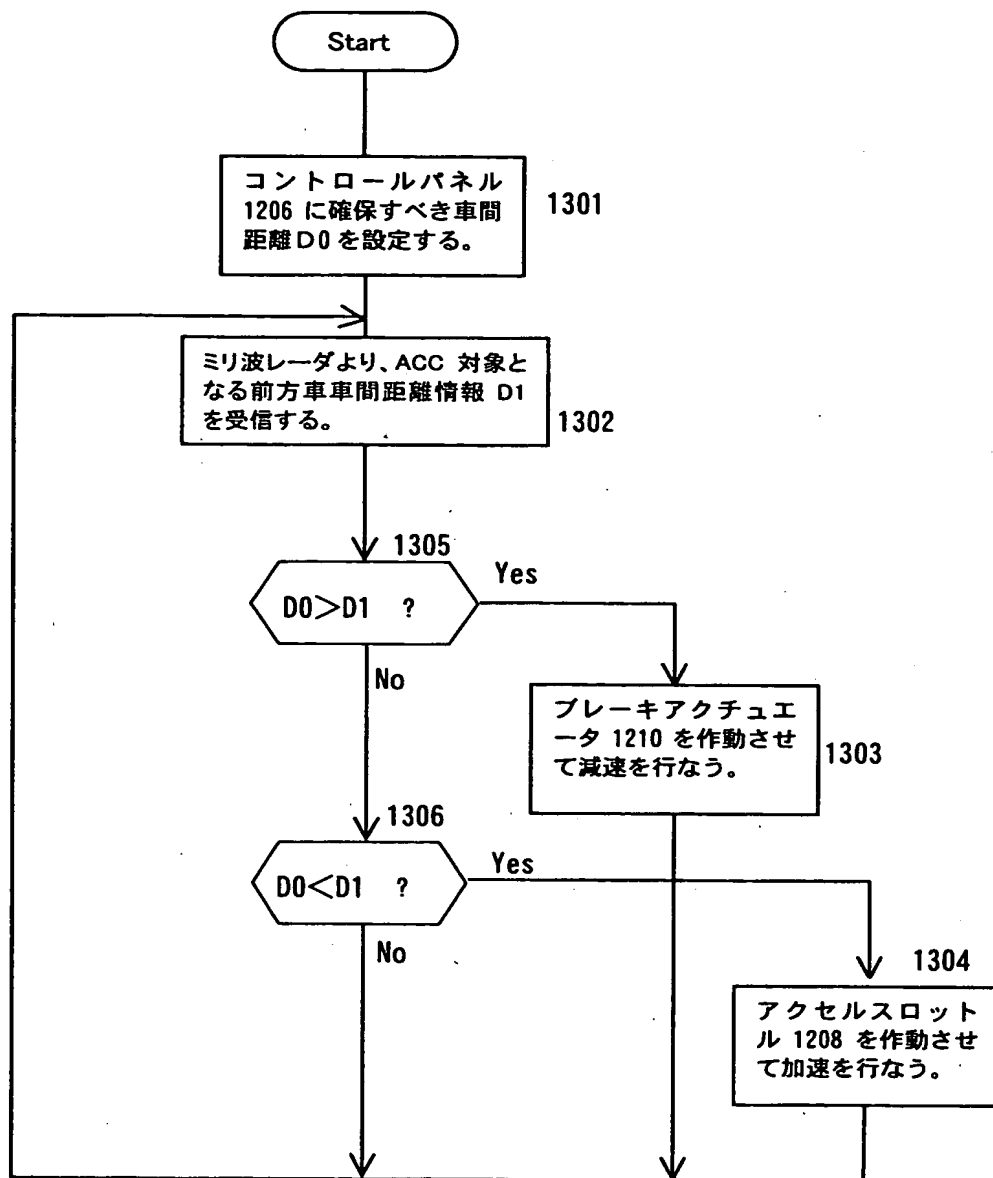 Start
コントロールパネル
1206 に確保すべき車間
距離D0を設定する。
1301
ミリ波レーダより、ACC 対象と
なる前方車車間距離情報 D1
を受信する。
1302
1305
D0＞D1 ?
Yes
No
ブレーキアクチュエ
ータ 1210 を作動させ
て減速を行なう。
1303
1306
D0＜D1 ?
Yes
No
1304
アクセルスロット
ル 1208 を作動させ
て加速を行なう。